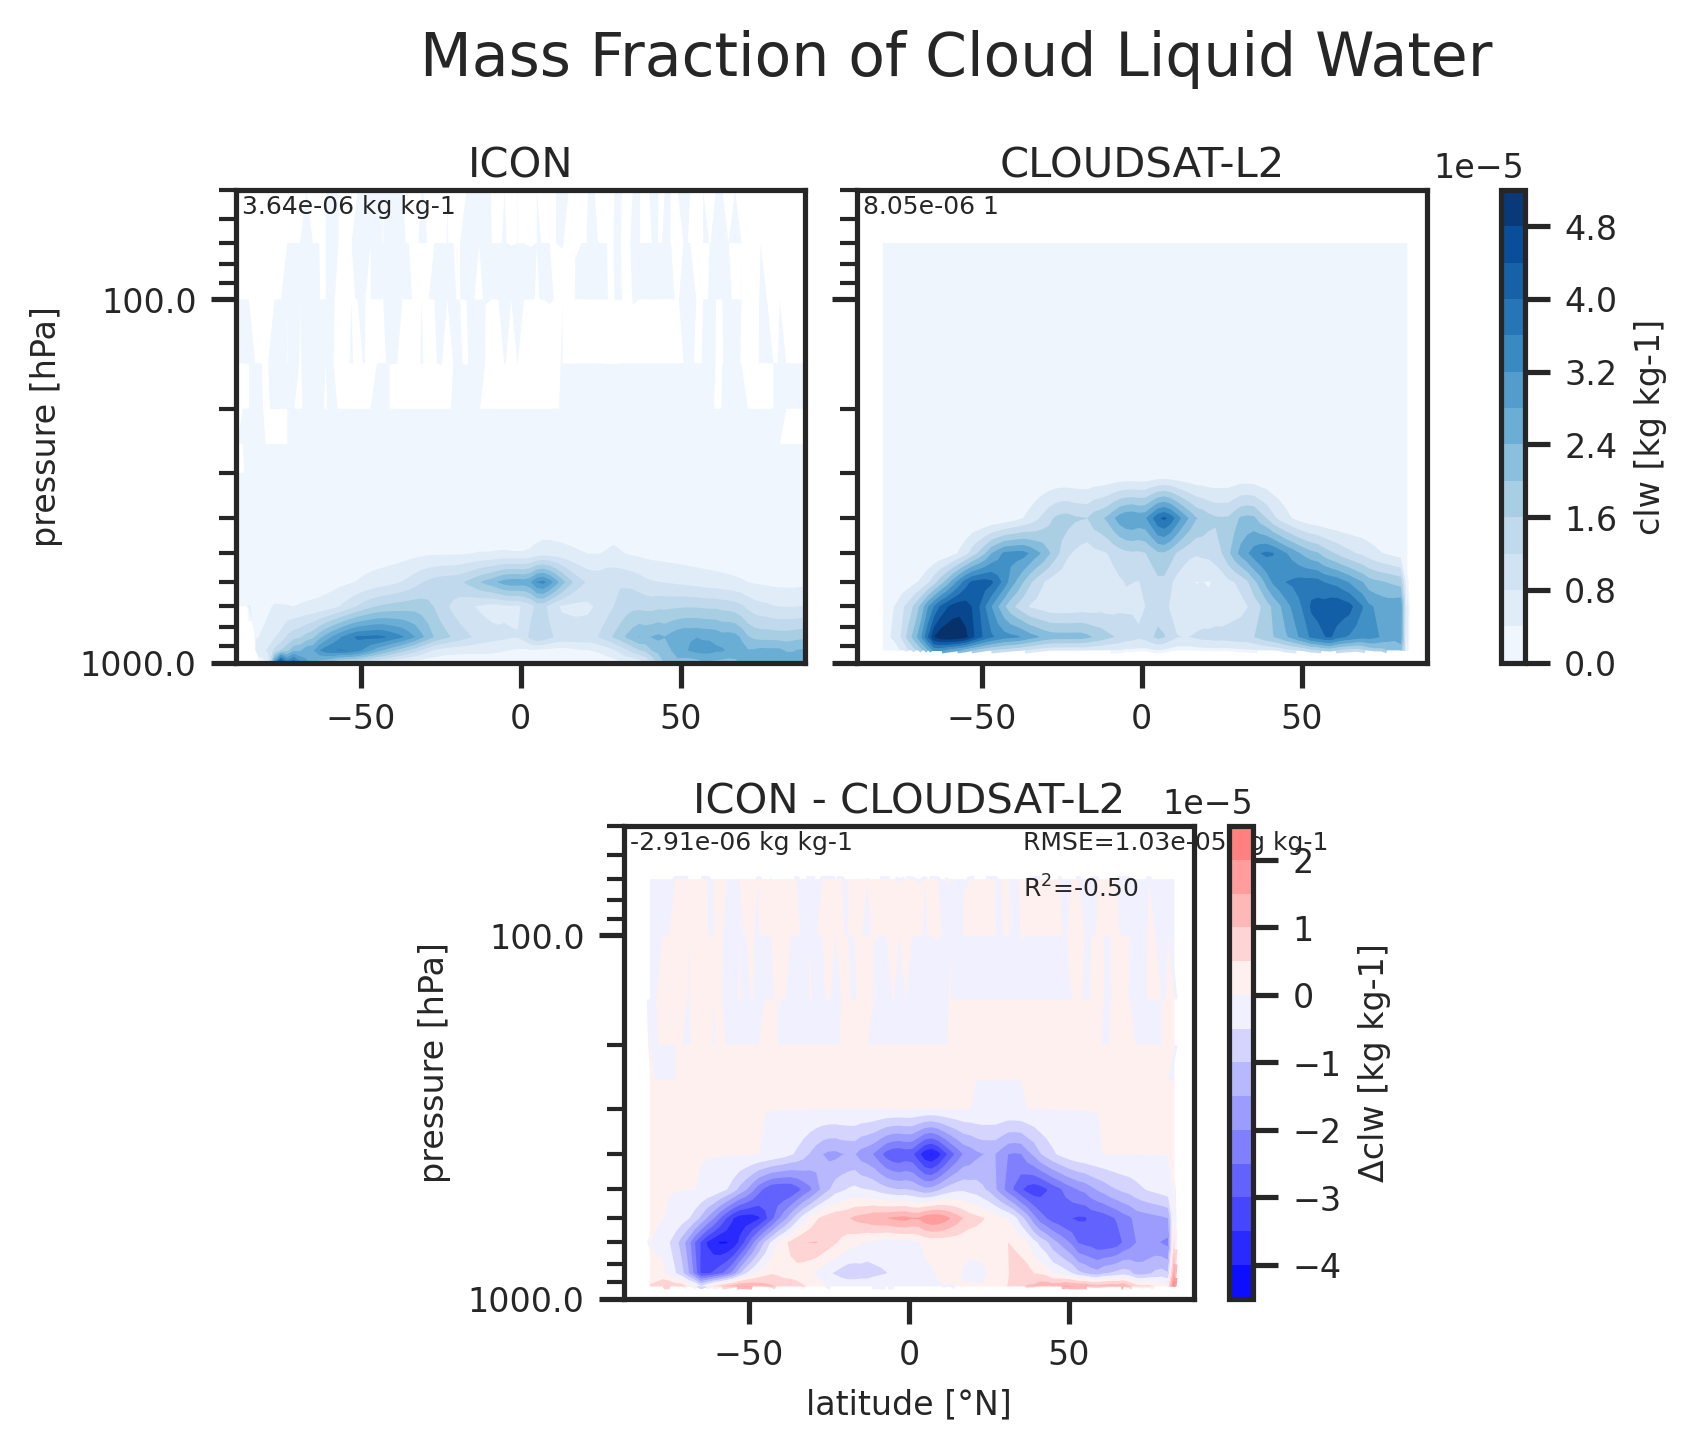 Mass Fraction of Cloud Liquid Water
ICON
CLOUDSAT-L2
1e−5
3.64e-06 kg kg-1
8.05e-06 1
pressure [hPa]
100.0
1000.0
−50
0
50
−50
0
50
4.8
4.0
3.2
2.4
1.6
0.8
0.0
clw [kg kg-1]
ICON - CLOUDSAT-L2
1e−5
-2.91e-06 kg kg-1
RMSE=1.03e-05 kg kg-1
R²=-0.50
pressure [hPa]
100.0
1000.0
−50
0
50
latitude [°N]
2
1
0
−1
−2
−3
−4
Δclw [kg kg-1]